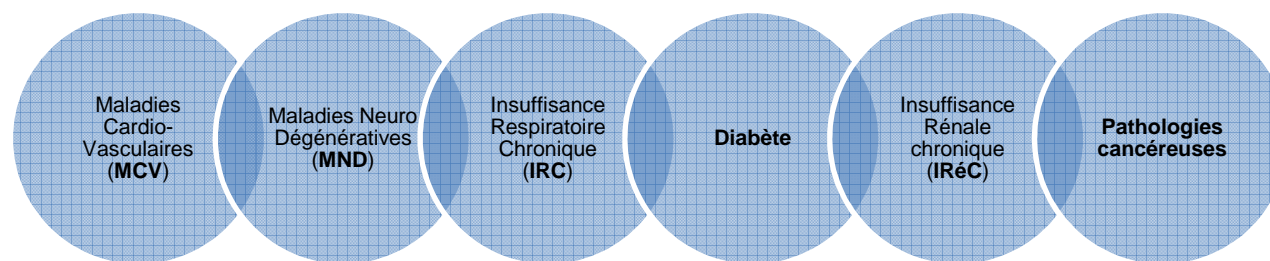 Maladies
Cardio-
Vasculaires
(MCV)
Maladies Neuro
Dégénératives
(MND)
Insuffisance
Respiratoire
Chronique
(IRC)
Diabète
Insuffisance
Rénale
chronique
(IRéC)
Pathologies
cancéreuses